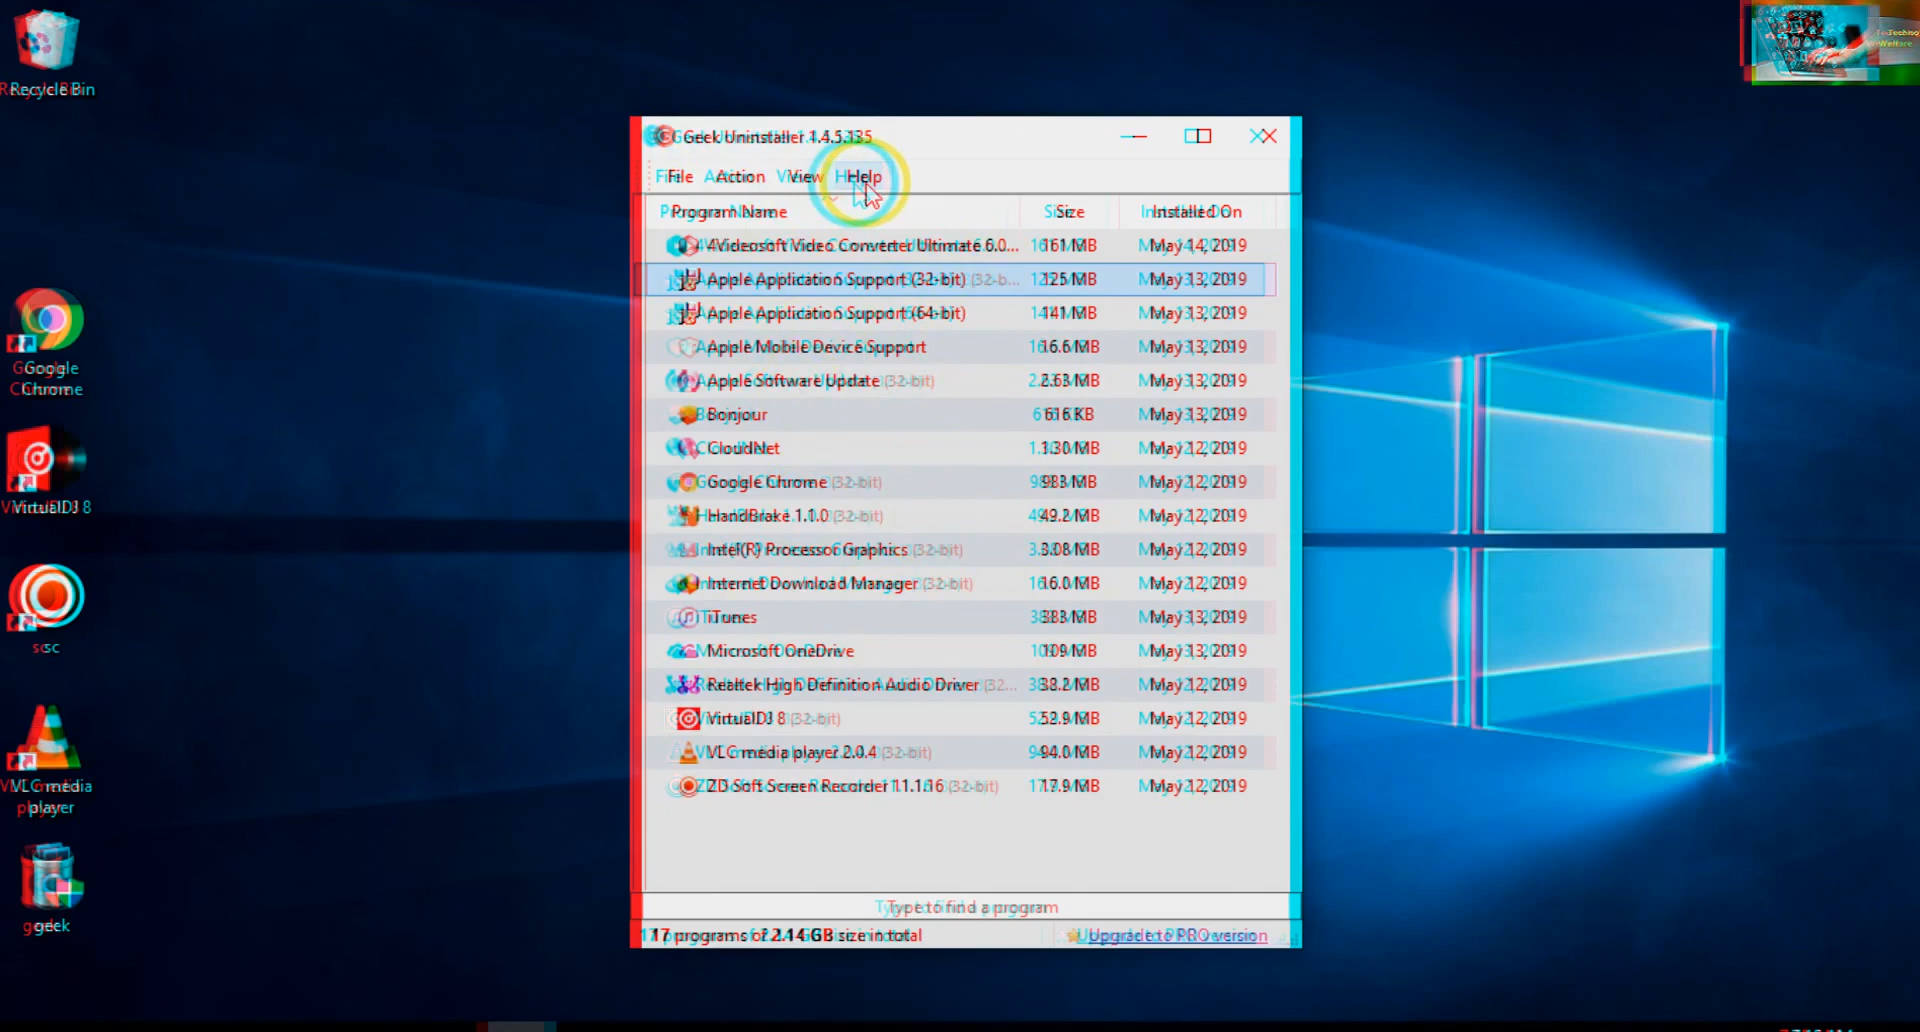 Recycle Bin
Google
Chrome
VirtualDJ 8
sc
VLC media
player
geek
Geek Uninstaller 1.4.5.135
File Action View Help
Program Name Size Installed On
4Videosoft Video Converter Ultimate 6.0... 161 MB May 14, 2019
Apple Application Support (32-bit) (32-b... 125 MB May 13, 2019
Apple Application Support (64-bit) 141 MB May 13, 2019
Apple Mobile Device Support 16.6 MB May 13, 2019
Apple Software Update (32-bit) 2.63 MB May 13, 2019
Bonjour 616 KB May 13, 2019
CloudNet 1.30 MB May 12, 2019
Google Chrome (32-bit) 983 MB May 12, 2019
HandBrake 1.1.0 (32-bit) 49.2 MB May 12, 2019
Intel(R) Processor Graphics (32-bit) 3.08 MB May 12, 2019
Internet Download Manager (32-bit) 16.0 MB May 12, 2019
iTunes 383 MB May 13, 2019
Microsoft OneDrive 109 MB May 13, 2019
Realtek High Definition Audio Driver (32... 38.2 MB May 12, 2019
VirtualDJ 8 (32-bit) 52.9 MB May 12, 2019
VLC media player 2.0.4 (32-bit) 94.0 MB May 12, 2019
ZD Soft Screen Recorder 11.1.16 (32-bit) 17.9 MB May 12, 2019
Type to find a program
17 programs of 2.14 GB size in total Upgrade to PRO version
Welfare